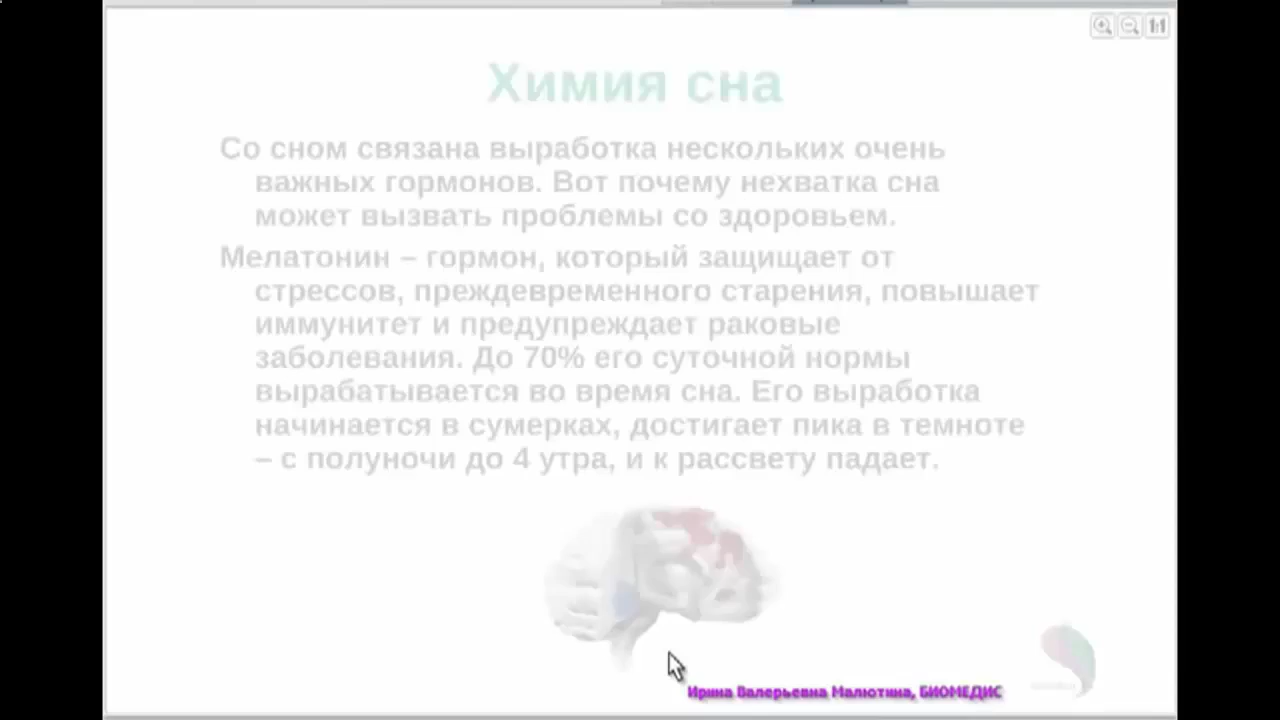 1:1
Химия сна
Со сном связана выработка нескольких очень
важных гормонов. Вот почему нехватка сна
может вызвать проблемы со здоровьем.
Мелатонин – гормон, который защищает от
стрессов, преждевременного старения, повышает
иммунитет и предупреждает раковые
заболевания. До 70% его суточной нормы
вырабатывается во время сна. Его выработка
начинается в сумерках, достигает пика в темноте
– с полуночи до 4 утра, и к рассвету падает.
Ирина Валерьевна Малютина, БИОМЕДИС